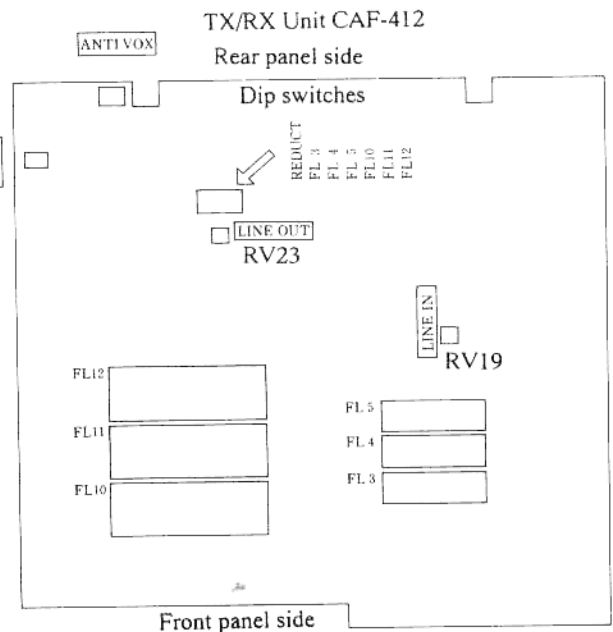 TX/RX Unit CAF-412
ANTI VOX
Rear panel side
Dip switches
REDUCT
FL 3
FL 4
FL 5
FL10
FL11
FL12
LINE OUT
RV23
LINE IN
RV19
FL12
FL11
FL10
FL 5
FL 4
FL 3
Front panel side